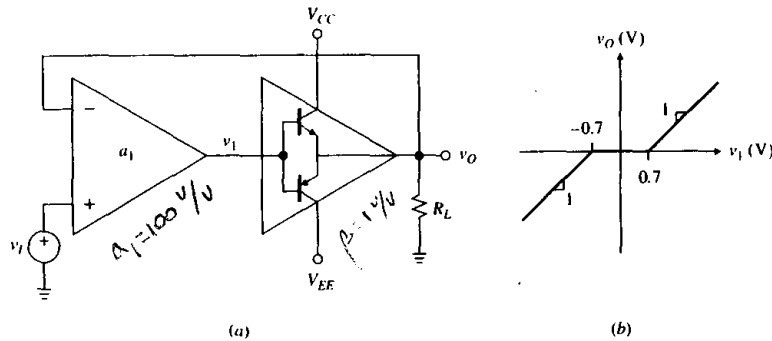 V_CC
v_O (V)
−
a_1
v_1
v_O
+
v_I
+
−
a_1=100 V/V
β=1 V/V
R_L
V_EE
(a)
1
−0.7
v_1 (V)
0.7
1
(b)